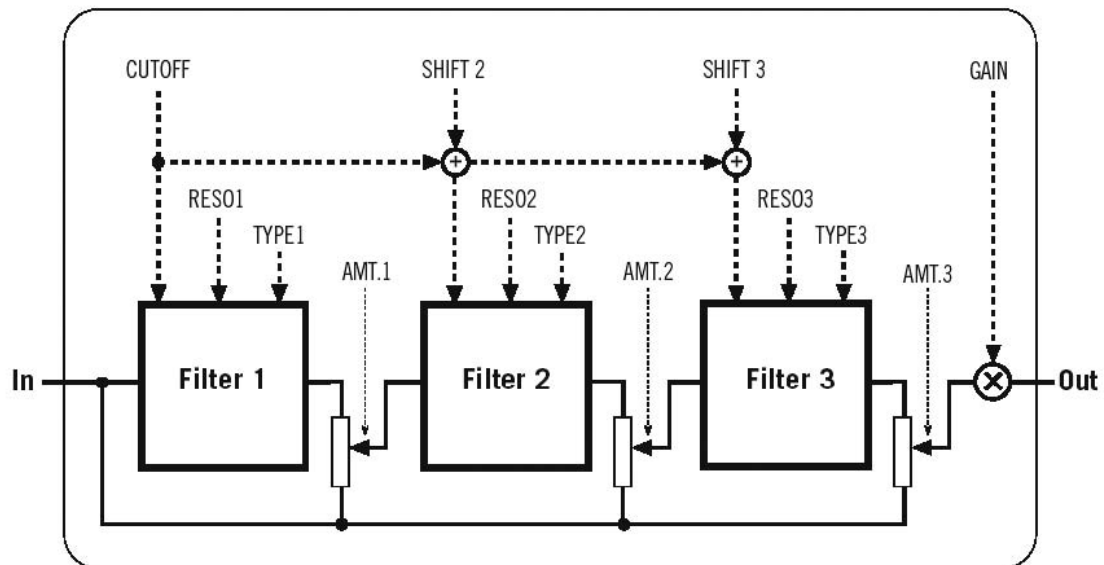 CUTOFF
SHIFT 2
SHIFT 3
GAIN
+
+
RESO1
RESO2
RESO3
TYPE1
TYPE2
TYPE3
AMT.1
AMT.2
AMT.3
In
Filter 1
Filter 2
Filter 3
×
Out